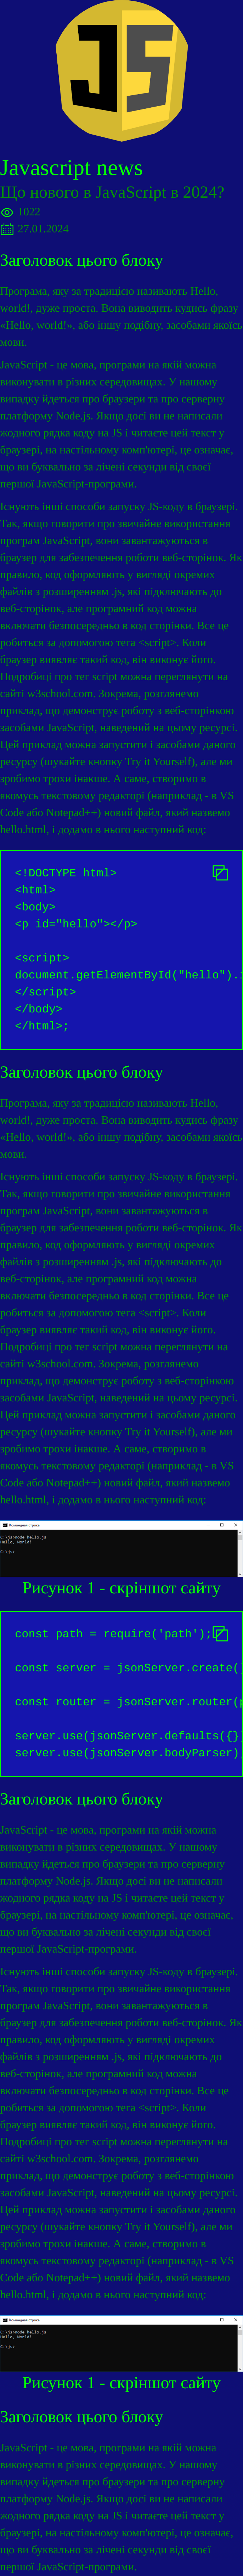 JS
Javascript news
Що нового в JavaScript в 2024?
1022
27.01.2024
Заголовок цього блоку
Програма, яку за традицією називають Hello,
world!, дуже проста. Вона виводить кудись фразу
«Hello, world!», або іншу подібну, засобами якоїсь
мови.
JavaScript - це мова, програми на якій можна
виконувати в різних середовищах. У нашому
випадку йдеться про браузери та про серверну
платформу Node.js. Якщо досі ви не написали
жодного рядка коду на JS і читаєте цей текст у
браузері, на настільному комп'ютері, це означає,
що ви буквально за лічені секунди від своєї
першої JavaScript-програми.
Існують інші способи запуску JS-коду в браузері.
Так, якщо говорити про звичайне використання
програм JavaScript, вони завантажуються в
браузер для забезпечення роботи веб-сторінок. Як
правило, код оформляють у вигляді окремих
файлів з розширенням .js, які підключають до
веб-сторінок, але програмний код можна
включати безпосередньо в код сторінки. Все це
робиться за допомогою тега <script>. Коли
браузер виявляє такий код, він виконує його.
Подробиці про тег script можна переглянути на
сайті w3school.com. Зокрема, розглянемо
приклад, що демонструє роботу з веб-сторінкою
засобами JavaScript, наведений на цьому ресурсі.
Цей приклад можна запустити і засобами даного
ресурсу (шукайте кнопку Try it Yourself), але ми
зробимо трохи інакше. А саме, створимо в
якомусь текстовому редакторі (наприклад - в VS
Code або Notepad++) новий файл, який назвемо
hello.html, і додамо в нього наступний код:
<!DOCTYPE html>
<html>
<body>
<p id="hello"></p>
<script>
document.getElementById("hello").i
</script>
</body>
</html>;
Заголовок цього блоку
Програма, яку за традицією називають Hello,
world!, дуже проста. Вона виводить кудись фразу
«Hello, world!», або іншу подібну, засобами якоїсь
мови.
Існують інші способи запуску JS-коду в браузері.
Так, якщо говорити про звичайне використання
програм JavaScript, вони завантажуються в
браузер для забезпечення роботи веб-сторінок. Як
правило, код оформляють у вигляді окремих
файлів з розширенням .js, які підключають до
веб-сторінок, але програмний код можна
включати безпосередньо в код сторінки. Все це
робиться за допомогою тега <script>. Коли
браузер виявляє такий код, він виконує його.
Подробиці про тег script можна переглянути на
сайті w3school.com. Зокрема, розглянемо
приклад, що демонструє роботу з веб-сторінкою
засобами JavaScript, наведений на цьому ресурсі.
Цей приклад можна запустити і засобами даного
ресурсу (шукайте кнопку Try it Yourself), але ми
зробимо трохи інакше. А саме, створимо в
якомусь текстовому редакторі (наприклад - в VS
Code або Notepad++) новий файл, який назвемо
hello.html, і додамо в нього наступний код:
Командная строка
C:\js>node hello.js
Hello, World!
C:\js>
Рисунок 1 - скріншот сайту
const path = require('path');
const server = jsonServer.create(
const router = jsonServer.router(p
server.use(jsonServer.defaults({})
server.use(jsonServer.bodyParser)
Заголовок цього блоку
JavaScript - це мова, програми на якій можна
виконувати в різних середовищах. У нашому
випадку йдеться про браузери та про серверну
платформу Node.js. Якщо досі ви не написали
жодного рядка коду на JS і читаєте цей текст у
браузері, на настільному комп'ютері, це означає,
що ви буквально за лічені секунди від своєї
першої JavaScript-програми.
Існують інші способи запуску JS-коду в браузері.
Так, якщо говорити про звичайне використання
програм JavaScript, вони завантажуються в
браузер для забезпечення роботи веб-сторінок. Як
правило, код оформляють у вигляді окремих
файлів з розширенням .js, які підключають до
веб-сторінок, але програмний код можна
включати безпосередньо в код сторінки. Все це
робиться за допомогою тега <script>. Коли
браузер виявляє такий код, він виконує його.
Подробиці про тег script можна переглянути на
сайті w3school.com. Зокрема, розглянемо
приклад, що демонструє роботу з веб-сторінкою
засобами JavaScript, наведений на цьому ресурсі.
Цей приклад можна запустити і засобами даного
ресурсу (шукайте кнопку Try it Yourself), але ми
зробимо трохи інакше. А саме, створимо в
якомусь текстовому редакторі (наприклад - в VS
Code або Notepad++) новий файл, який назвемо
hello.html, і додамо в нього наступний код:
Командная строка
C:\js>node hello.js
Hello, World!
C:\js>
Рисунок 1 - скріншот сайту
Заголовок цього блоку
JavaScript - це мова, програми на якій можна
виконувати в різних середовищах. У нашому
випадку йдеться про браузери та про серверну
платформу Node.js. Якщо досі ви не написали
жодного рядка коду на JS і читаєте цей текст у
браузері, на настільному комп'ютері, це означає,
що ви буквально за лічені секунди від своєї
першої JavaScript-програми.